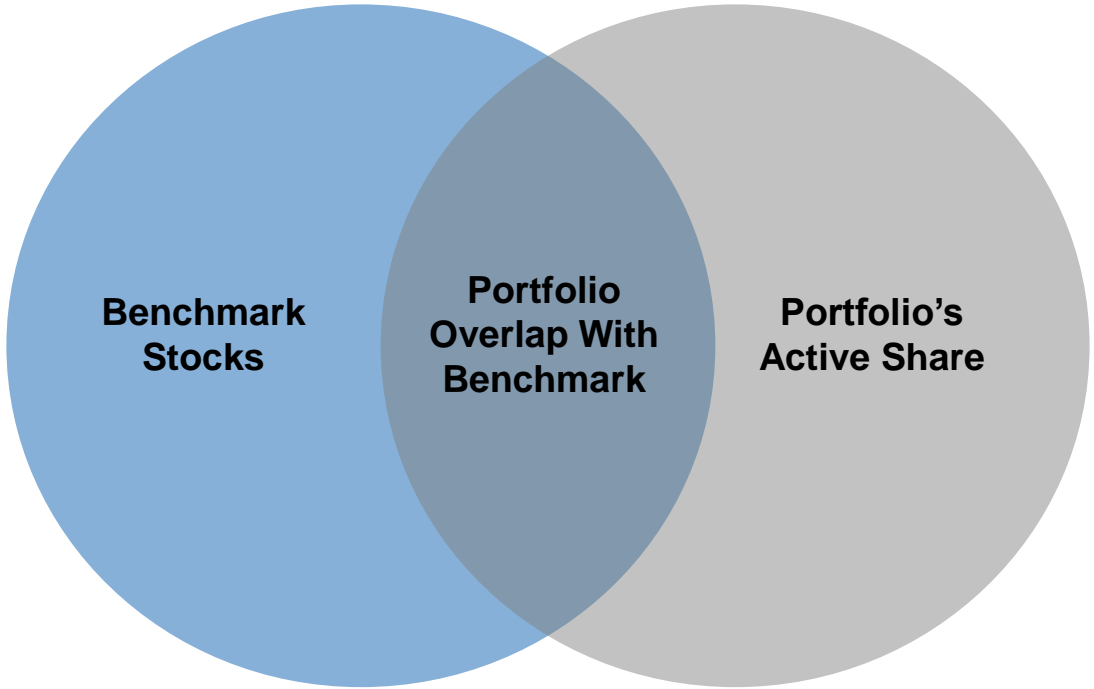 Benchmark
Stocks
Portfolio
Overlap With
Benchmark
Portfolio’s
Active Share